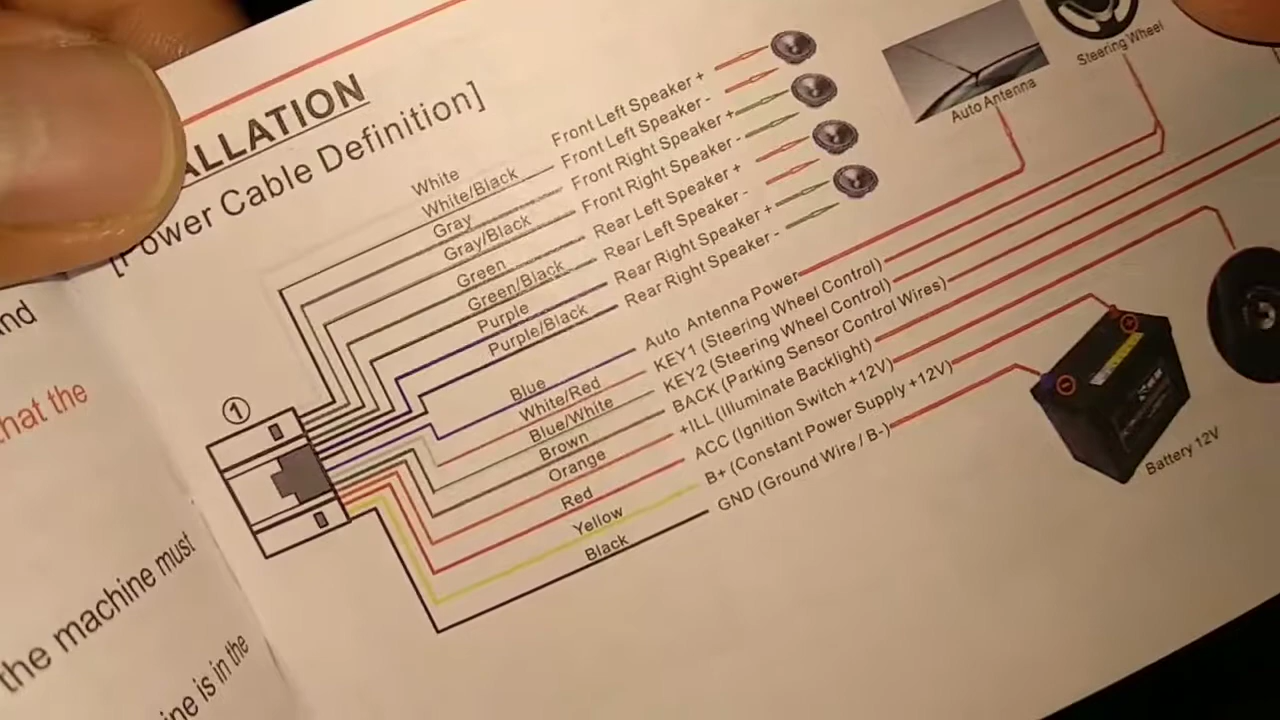 ALLATION
[Power Cable Definition]
White
White/Black
Gray
Gray/Black
Green
Green/Black
Purple
Purple/Black
Blue
White/Red
Blue/White
Brown
Orange
Red
Yellow
Black
Front Left Speaker +
Front Left Speaker -
Front Right Speaker +
Front Right Speaker -
Rear Left Speaker +
Rear Left Speaker -
Rear Right Speaker +
Rear Right Speaker -
Auto Antenna Power
KEY1 (Steering Wheel Control)
KEY2 (Steering Wheel Control)
BACK (Parking Sensor Control Wires)
+ILL (Illuminate Backlight)
ACC (Ignition Switch +12V)
B+ (Constant Power Supply +12V)
GND (Ground Wire / B-)
Auto Antenna
Steering Wheel
Battery 12V
1
nd
that the
the machine must
ine is in the